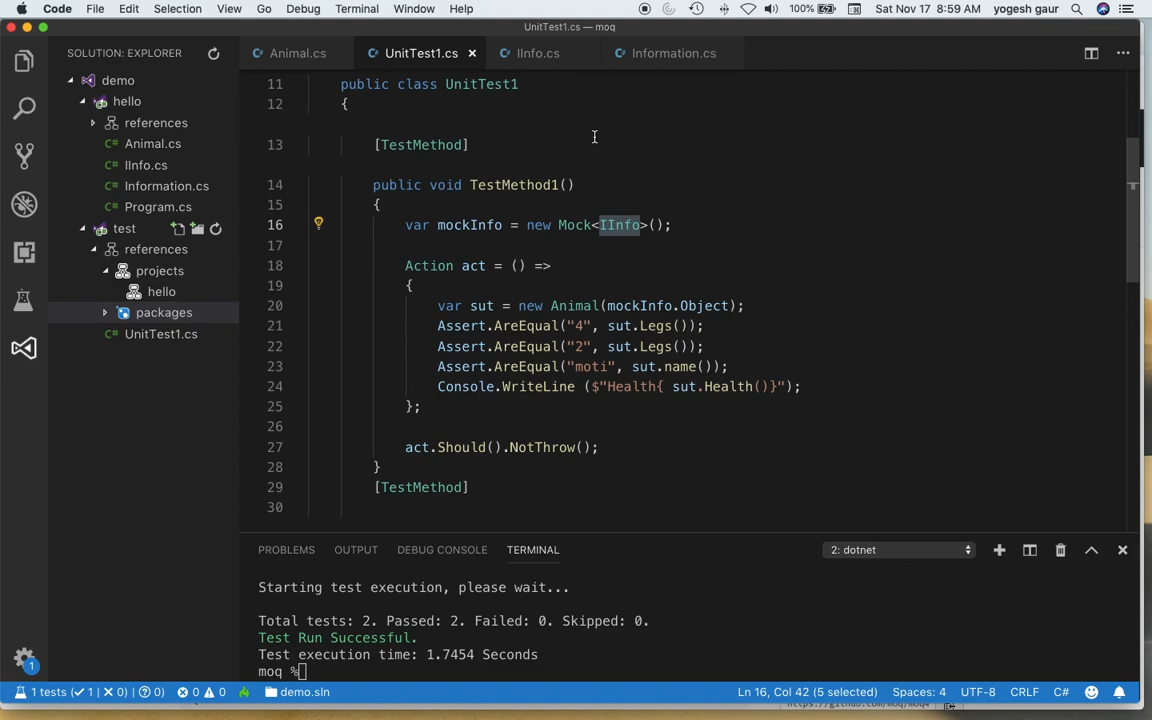 Code File Edit Selection View Go Debug Terminal Window Help 100% Sat Nov 17 8:59 AM yogesh gaur
UnitTest1.cs — moq
SOLUTION: EXPLORER
Animal.cs UnitTest1.cs IInfo.cs Information.cs
demo
hello
references
C# Animal.cs
C# IInfo.cs
C# Information.cs
C# Program.cs
test
references
projects
hello
packages
C# UnitTest1.cs
11 public class UnitTest1
12 {
13 [TestMethod]
14 public void TestMethod1()
15 {
16 var mockInfo = new Mock<IInfo>();
17
18 Action act = () =>
19 {
20 var sut = new Animal(mockInfo.Object);
21 Assert.AreEqual("4", sut.Legs());
22 Assert.AreEqual("2", sut.Legs());
23 Assert.AreEqual("moti", sut.name());
24 Console.WriteLine ($"Health{ sut.Health()}");
25 };
26
27 act.Should().NotThrow();
28 }
29 [TestMethod]
30
PROBLEMS OUTPUT DEBUG CONSOLE TERMINAL 2: dotnet
Starting test execution, please wait...
Total tests: 2. Passed: 2. Failed: 0. Skipped: 0.
Test Run Successful.
Test execution time: 1.7454 Seconds
moq %
1
1 tests (✓ 1 | ✕ 0) | ? 0) 0 0 demo.sln Ln 16, Col 42 (5 selected) Spaces: 4 UTF-8 CRLF C#